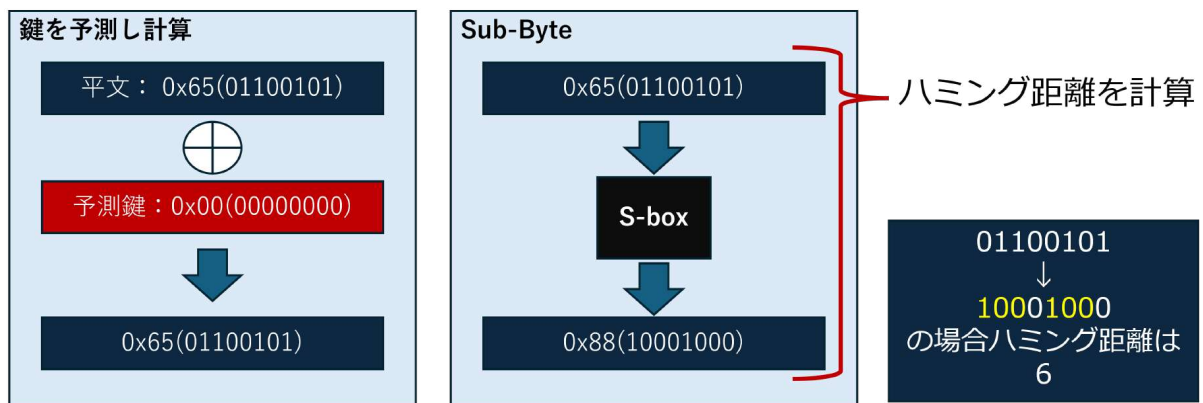 鍵を予測し計算
平文： 0x65(01100101)
予測鍵：0x00(00000000)
0x65(01100101)
Sub-Byte
0x65(01100101)
S-box
0x88(10001000)
ハミング距離を計算
01100101
↓
10001000
の場合ハミング距離は
6